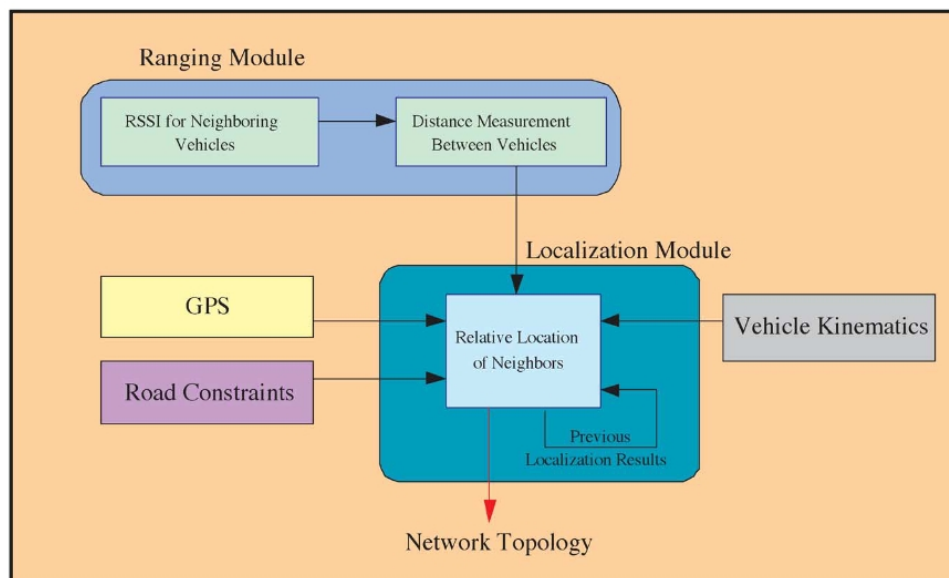 Ranging Module
RSSI for Neighboring
Vehicles
Distance Measurement
Between Vehicles
Localization Module
GPS
Road Constraints
Relative Location
of Neighbors
Vehicle Kinematics
Previous
Localization Results
Network Topology